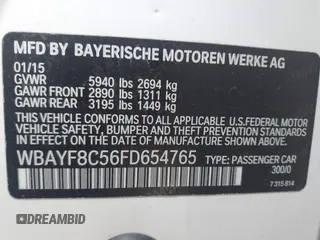 MFD BY BAYERISCHE MOTOREN WERKE AG
01/15
GVWR 5940 lbs 2694 kg
GAWR FRONT 2890 lbs 1311 kg
GAWR REAR 3195 lbs 1449 kg
THIS VEHICLE CONFORMS TO ALL APPLICABLE U.S.FEDERAL MOTOR
VEHICLE SAFETY, BUMPER, AND THEFT PREVENTION STANDARDS IN
EFFECT ON THE DATE OF MANUFACTURE SHOWN ABOVE.
WBAYF8C56FD654765 TYPE: PASSENGER CAR
300/0
7 315 814
BIDCARS